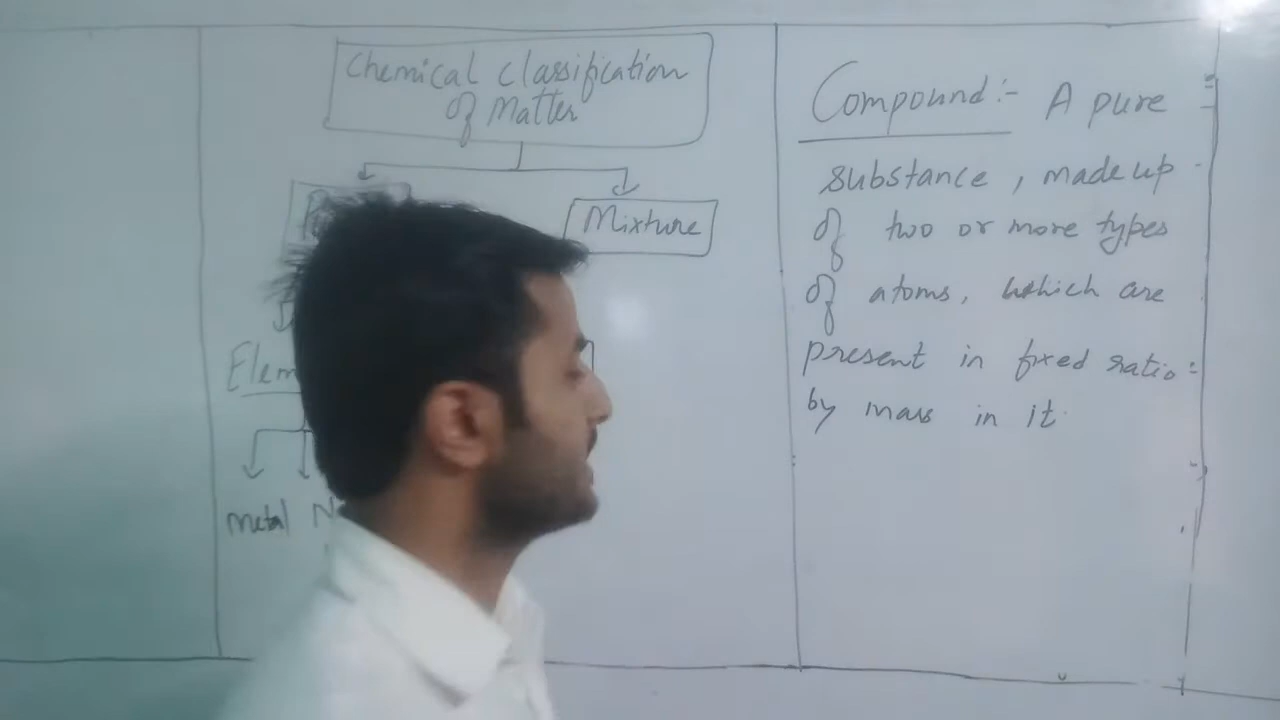 Chemical classification
of Matter
Mixture
Metal
Compound :- A pure
substance, made up
of two or more types
of atoms, which are
present in fixed ratio
by mass in it